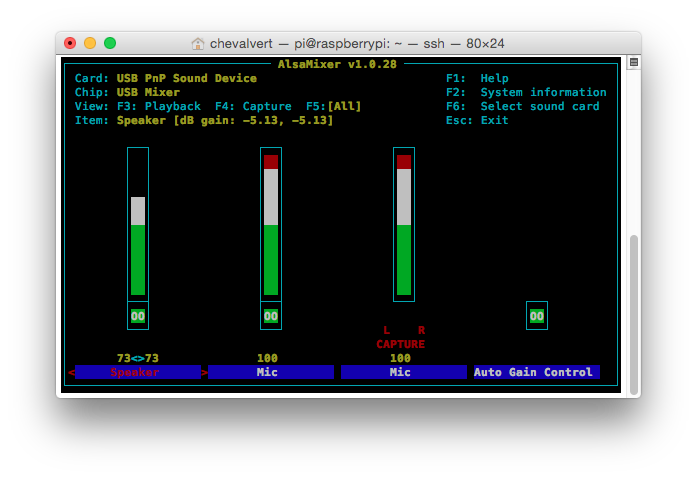 chevalvert — pi@raspberrypi: ~ — ssh — 80×24
AlsaMixer v1.0.28
Card: USB PnP Sound Device F1: Help
Chip: USB Mixer F2: System information
View: F3: Playback F4: Capture F5:[All] F6: Select sound card
Item: Speaker [dB gain: −5.13, −5.13] Esc: Exit
OO OO OO
L R
CAPTURE
73<>73 100 100
< Speaker > Mic Mic Auto Gain Control